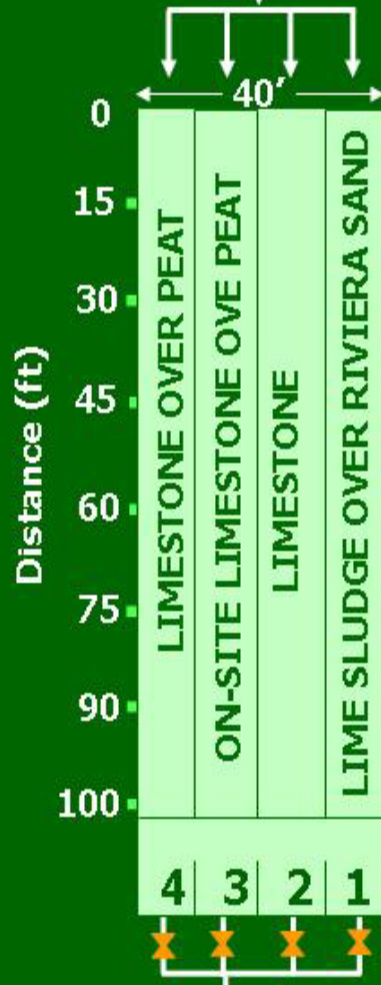 40'
Distance (ft)
0
15
30
45
60
75
90
100
LIMESTONE OVER PEAT
ON-SITE LIMESTONE OVE PEAT
LIMESTONE
LIME SLUDGE OVER RIVIERA SAND
4 3 2 1